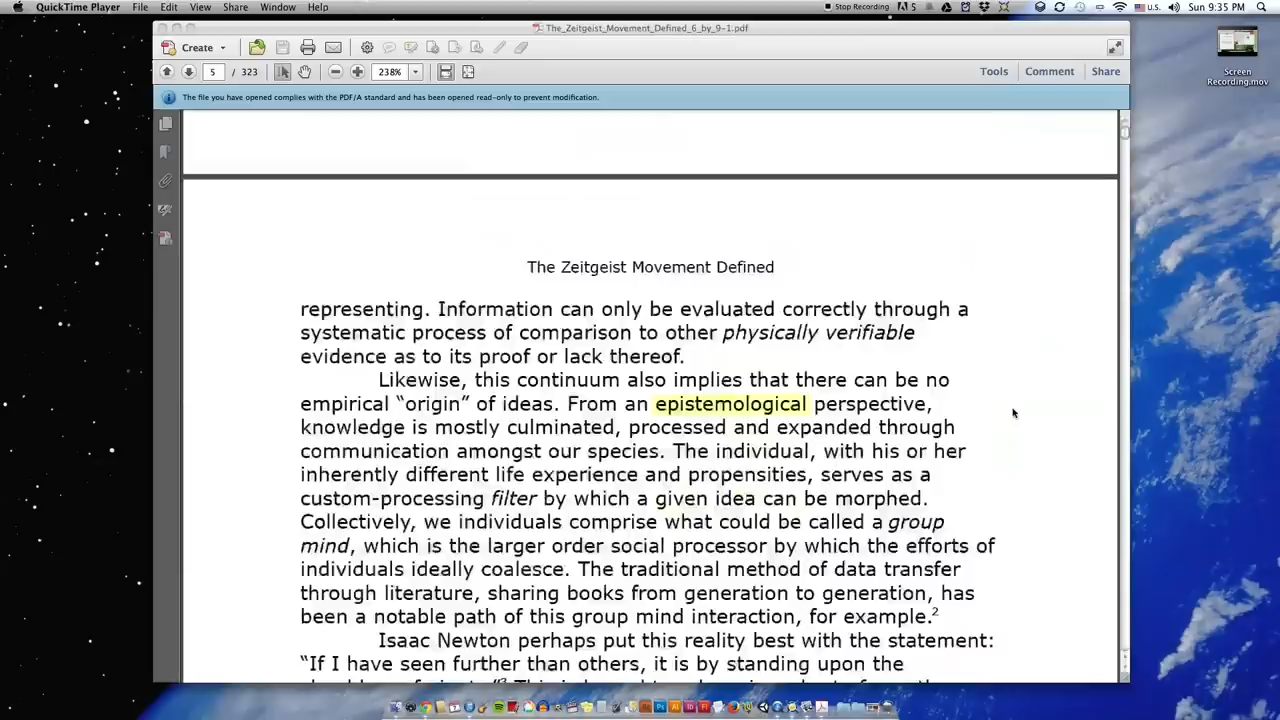 QuickTime Player File Edit View Share Window Help
Stop Recording 5 U.S. Sun 9:35 PM
The_Zeitgeist_Movement_Defined_6_by_9-1.pdf
Create
5 / 323 238% Tools Comment Share
The file you have opened complies with the PDF/A standard and has been opened read-only to prevent modification.
Screen
Recording.mov
The Zeitgeist Movement Defined
representing. Information can only be evaluated correctly through a
systematic process of comparison to other physically verifiable
evidence as to its proof or lack thereof.
Likewise, this continuum also implies that there can be no
empirical “origin” of ideas. From an epistemological perspective,
knowledge is mostly culminated, processed and expanded through
communication amongst our species. The individual, with his or her
inherently different life experience and propensities, serves as a
custom-processing filter by which a given idea can be morphed.
Collectively, we individuals comprise what could be called a group
mind, which is the larger order social processor by which the efforts of
individuals ideally coalesce. The traditional method of data transfer
through literature, sharing books from generation to generation, has
been a notable path of this group mind interaction, for example.2
Isaac Newton perhaps put this reality best with the statement:
“If I have seen further than others, it is by standing upon the